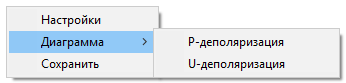 Настройки
Диаграмма
Сохранить
P-деполяризация
U-деполяризация